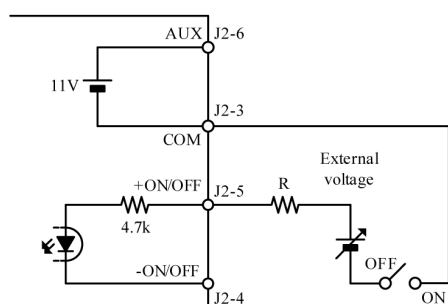 AUX J2-6
11V
J2-3
COM
External
voltage
+ON/OFF J2-5 R
4.7k
OFF
-ON/OFF
ON
J2-4